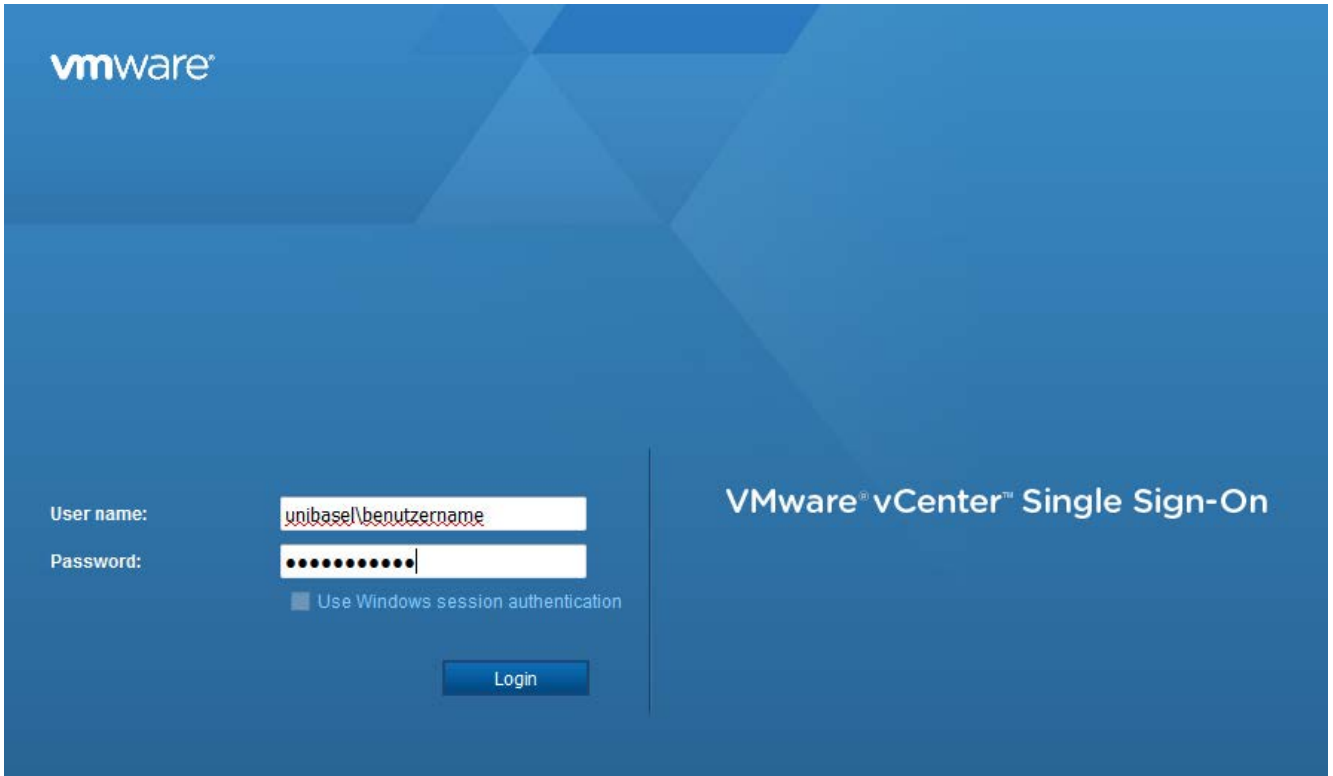 vmware®
User name:
unibasel\benutzername
Password:
●●●●●●●●●●●
Use Windows session authentication
Login
VMware® vCenter™ Single Sign-On